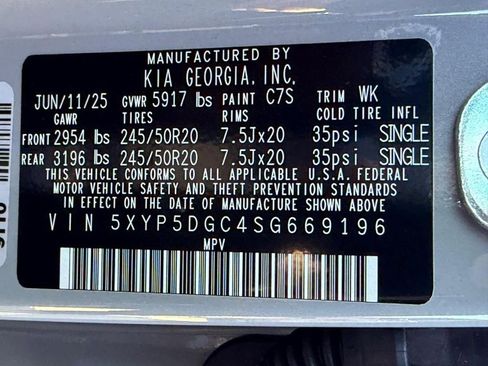 MANUFACTURED BY
KIA GEORGIA, INC.
JUN/11/25 GVWR 5917 lbs PAINT C7S TRIM WK
GAWR TIRES RIMS COLD TIRE INFL
FRONT 2954 lbs 245/50R20 7.5Jx20 35psi SINGLE
REAR 3196 lbs 245/50R20 7.5Jx20 35psi SINGLE
THIS VEHICLE CONFORMS TO ALL APPLICABLE U.S.A. FEDERAL
MOTOR VEHICLE SAFETY AND THEFT PREVENTION STANDARDS
IN EFFECT ON THE DATE OF MANUFACTURE SHOWN ABOVE.
VIN 5XYP5DGC4SG669196
MPV